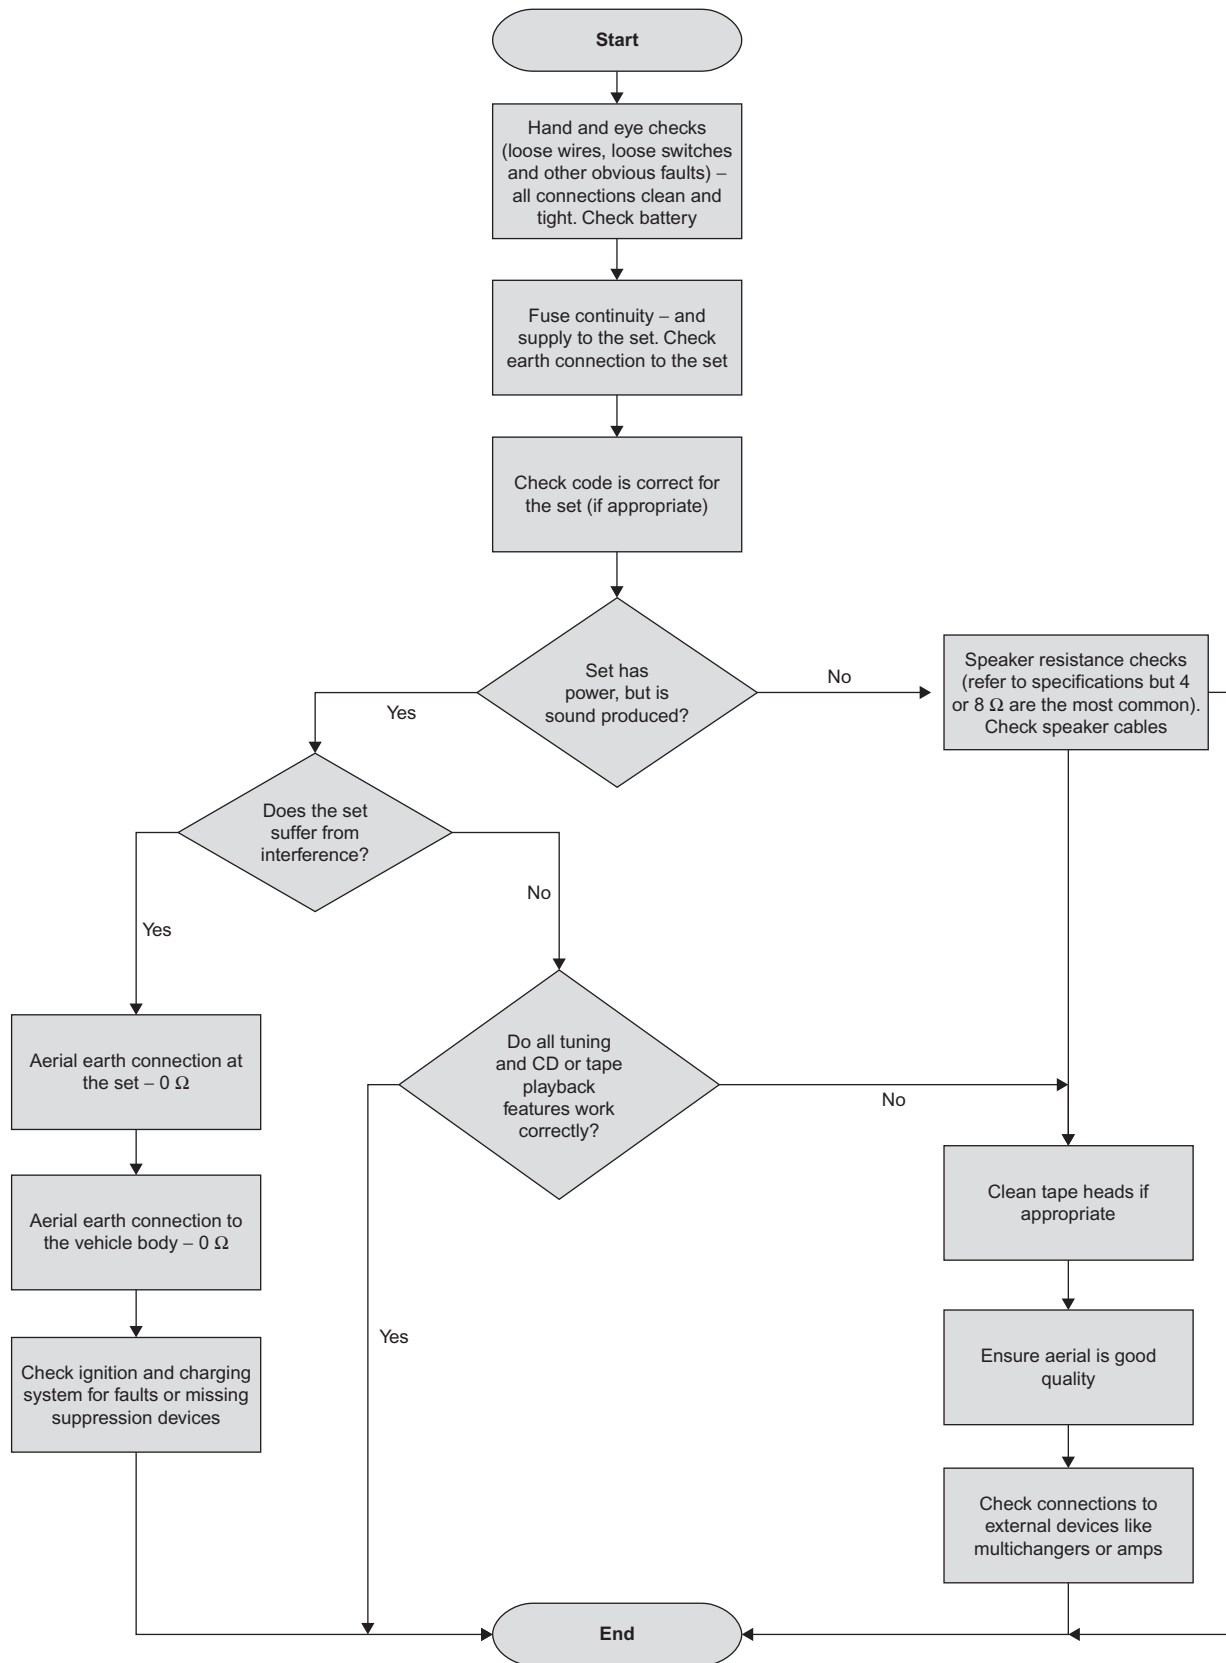 Start
Hand and eye checks
(loose wires, loose switches
and other obvious faults) –
all connections clean and
tight. Check battery
Fuse continuity – and
supply to the set. Check
earth connection to the set
Check code is correct for
the set (if appropriate)
Set has
power, but is
sound produced?
No
Yes
Speaker resistance checks
(refer to specifications but 4
or 8 Ω are the most common).
Check speaker cables
Does the set
suffer from
interference?
Yes
No
Aerial earth connection at
the set – 0 Ω
Aerial earth connection to
the vehicle body – 0 Ω
Check ignition and charging
system for faults or missing
suppression devices
Do all tuning
and CD or tape
playback
features work
correctly?
No
Yes
Clean tape heads if
appropriate
Ensure aerial is good
quality
Check connections to
external devices like
multichangers or amps
End